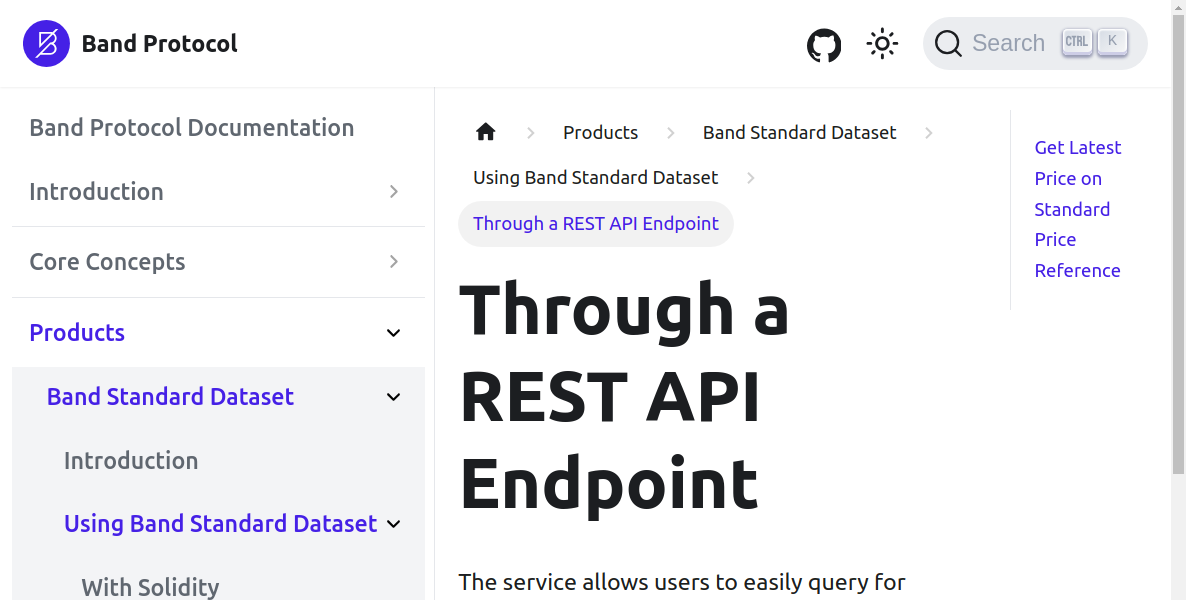 Band Protocol
Search
CTRL
K
Band Protocol Documentation
Introduction
Core Concepts
Products
Band Standard Dataset
Introduction
Using Band Standard Dataset
With Solidity
Products
Band Standard Dataset
Using Band Standard Dataset
Through a REST API Endpoint
Through a
REST API
Endpoint
The service allows users to easily query for
Get Latest
Price on
Standard
Price
Reference